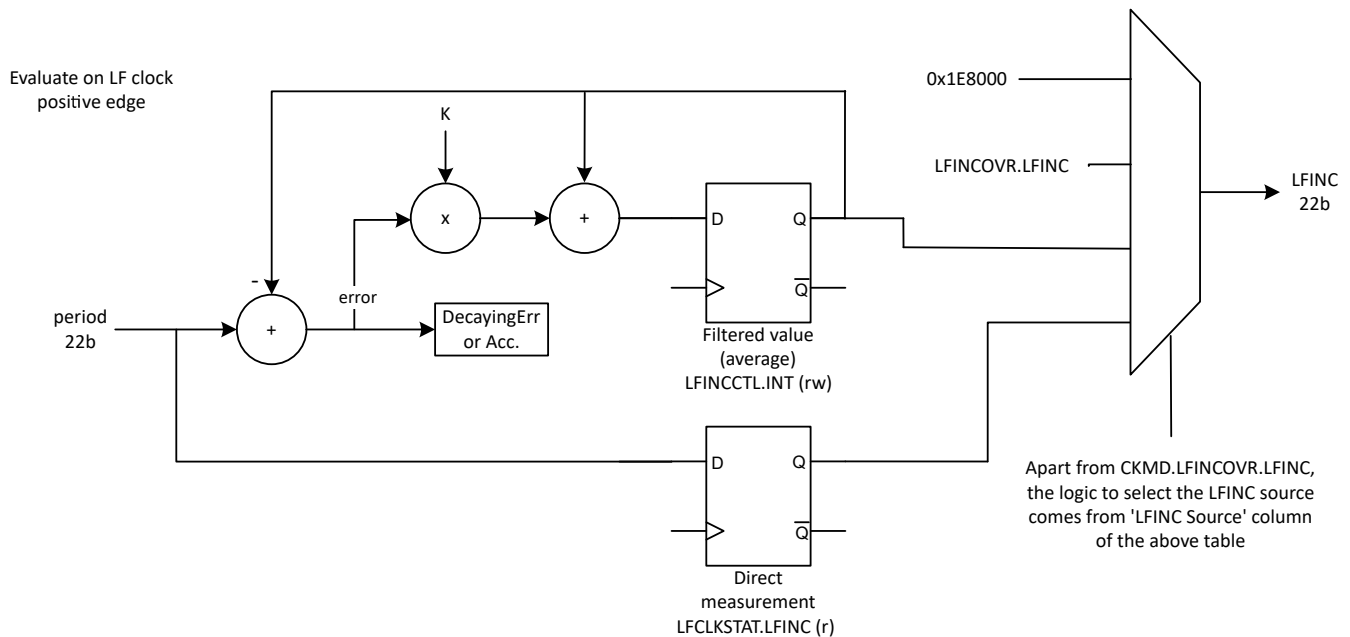 Evaluate on LF clock
positive edge
K
x
+
-
+
error
period
22b
DecayingErr
or Acc.
D
Q
Q
Filtered value
(average)
LFINCCTL.INT (rw)
D
Q
Q
Direct
measurement
LFCLKSTAT.LFINC (r)
0x1E8000
LFINCOVR.LFINC
LFINC
22b
Apart from CKMD.LFINCOVR.LFINC,
the logic to select the LFINC source
comes from 'LFINC Source' column
of the above table